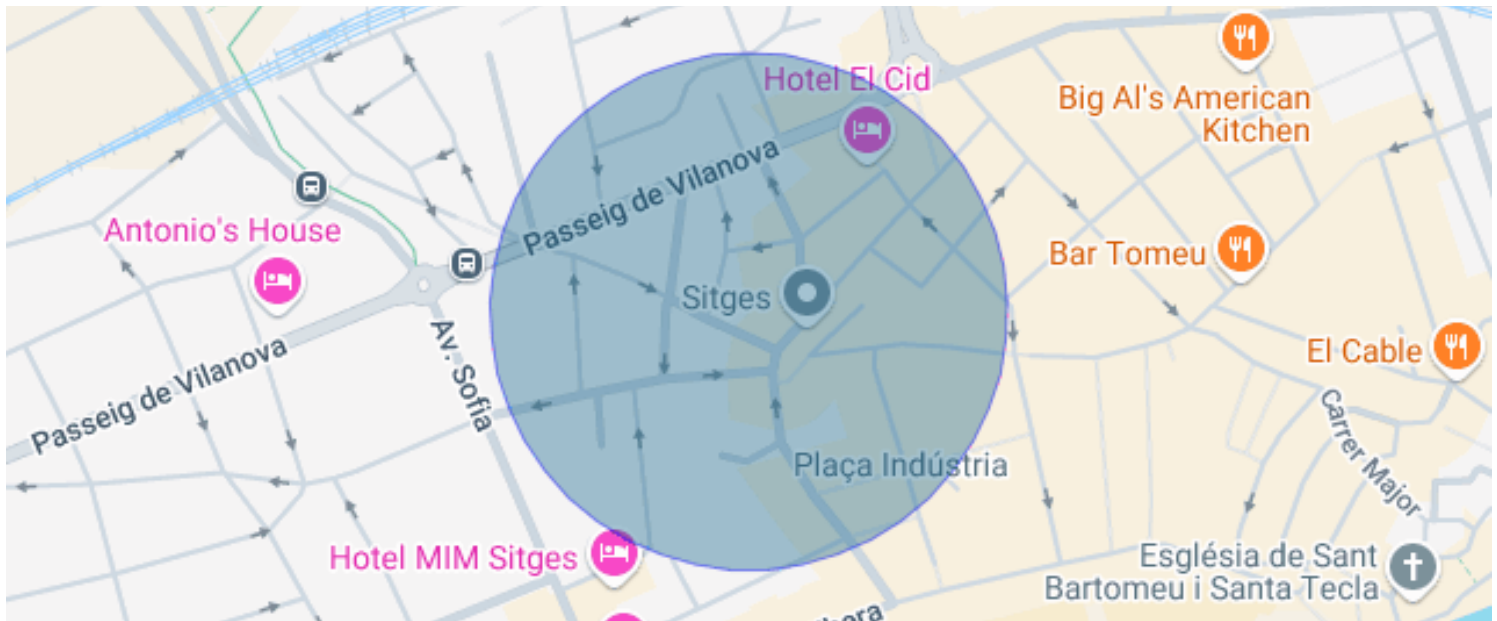 Hotel El Cid
Big Al's American
Kitchen
Passeig de Vilanova
Antonio's House
Bar Tomeu
Sitges
El Cable
Av. Sofia
Passeig de Vilanova
Carrer Major
Plaça Indústria
Hotel MIM Sitges
Església de Sant
Bartomeu i Santa Tecla